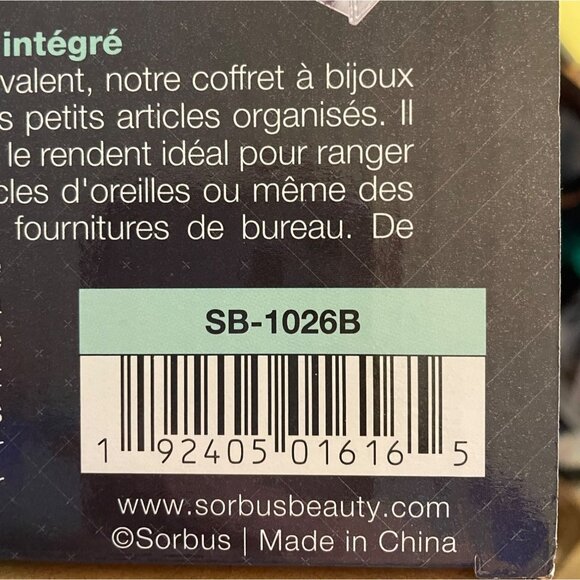 intégré
valent, notre coffret à bijoux
s petits articles organisés. Il
le rendent idéal pour ranger
cles d'oreilles ou même des
fournitures de bureau. De
SB-1026B
1 92405 01616 5
www.sorbusbeauty.com
©Sorbus | Made in China